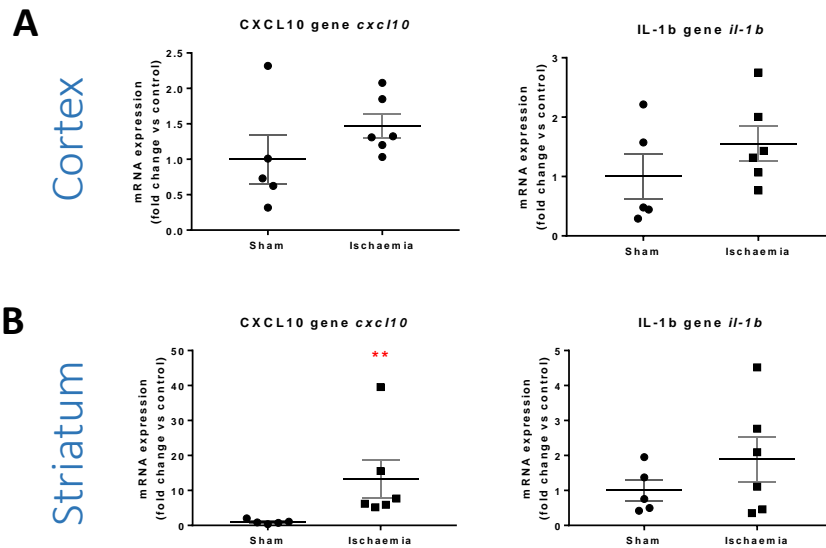 A
Cortex
CXCL10 gene cxcl10
mRNA expression
(fold change vs control)
2.5
2.0
1.5
1.0
0.5
0.0
Sham
Ischaemia
IL-1b gene il-1b
mRNA expression
(fold change vs control)
3
2
1
0
Sham
Ischaemia
B
Striatum
CXCL10 gene cxcl10
mRNA expression
(fold change vs control)
50
40
30
20
10
0
**
Sham
Ischaemia
IL-1b gene il-1b
mRNA expression
(fold change vs control)
5
4
3
2
1
0
Sham
Ischaemia